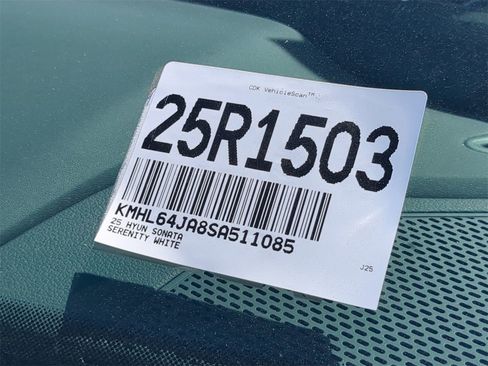 CDK VehicleScan™
25R1503
KMHL64JA8SA511085
25 HYUN SONATA
SERENITY WHITE
J25